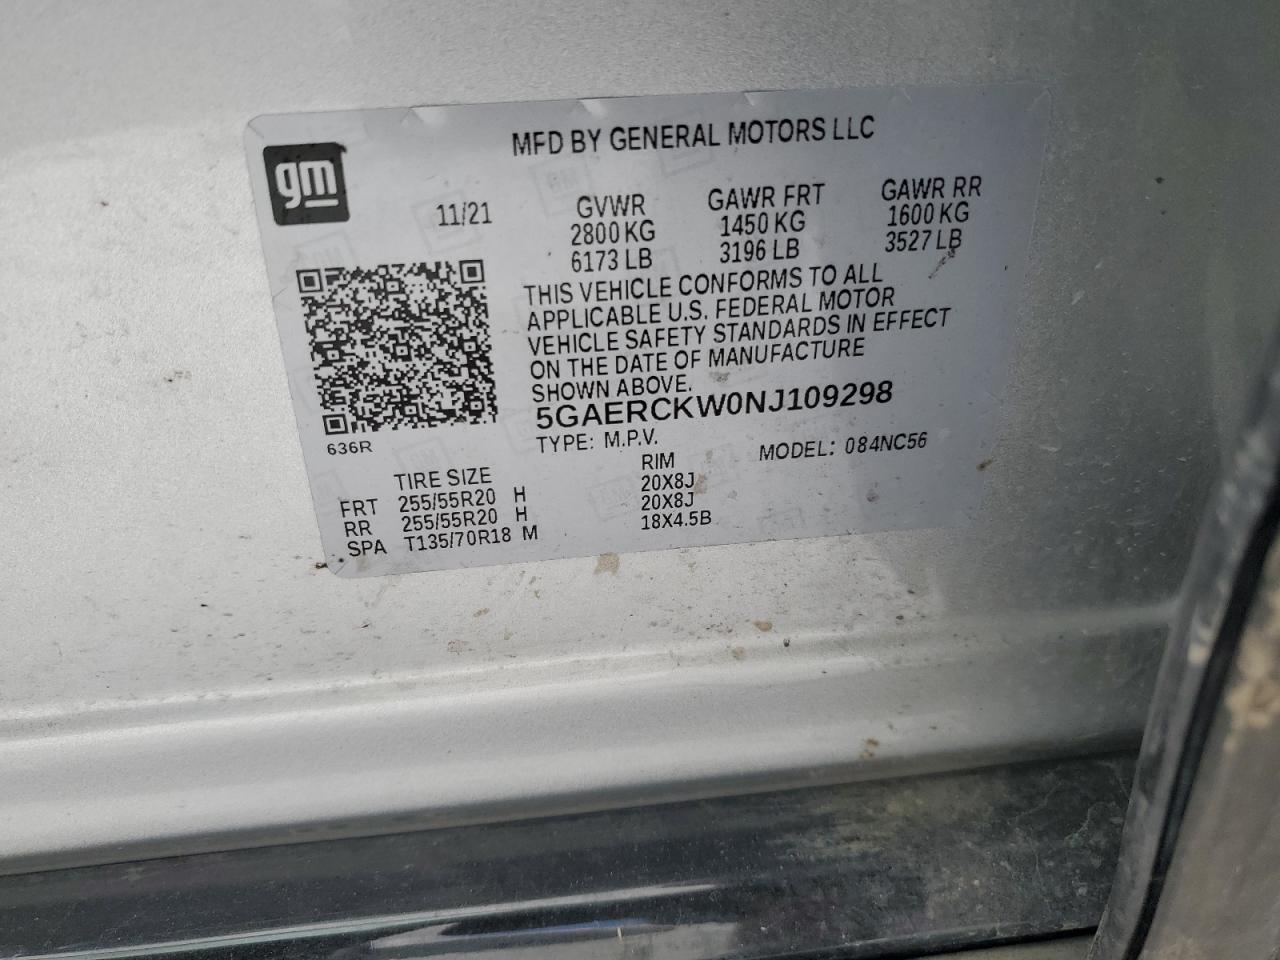 gm
MFD BY GENERAL MOTORS LLC
11/21
GVWR
2800 KG
6173 LB
GAWR FRT
1450 KG
3196 LB
GAWR RR
1600 KG
3527 LB
THIS VEHICLE CONFORMS TO ALL
APPLICABLE U.S. FEDERAL MOTOR
VEHICLE SAFETY STANDARDS IN EFFECT
ON THE DATE OF MANUFACTURE
SHOWN ABOVE.
5GAERCKW0NJ109298
TYPE: M.P.V. MODEL: 084NC56
636R
TIRE SIZE RIM
FRT 255/55R20 H 20X8J
RR 255/55R20 H 20X8J
SPA T135/70R18 M 18X4.5B